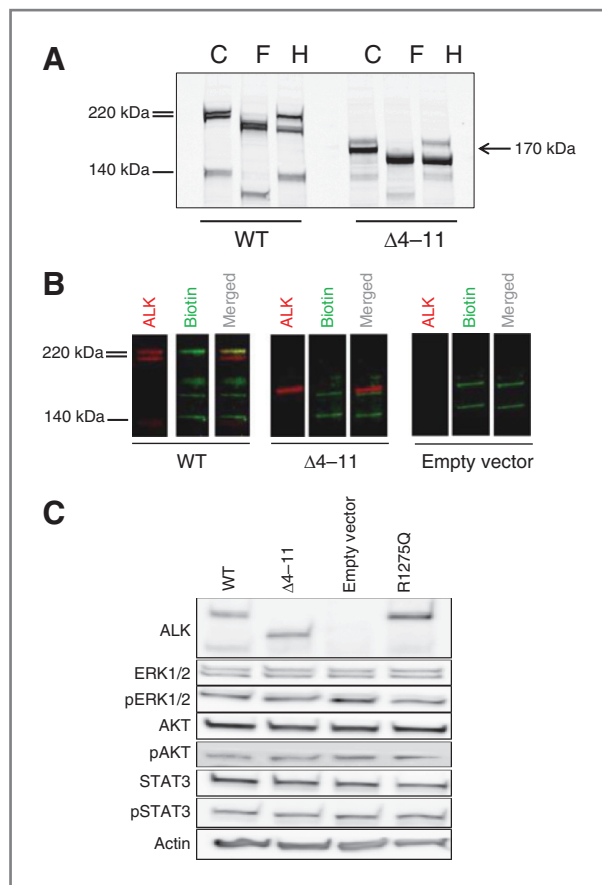 A
C F H C F H
220 kDa
170 kDa
140 kDa
WT Δ4–11
B
ALK Biotin Merged ALK Biotin Merged ALK Biotin Merged
220 kDa
140 kDa
WT Δ4–11 Empty vector
C
WT Δ4–11 Empty vector R1275Q
ALK
ERK1/2
pERK1/2
AKT
pAKT
STAT3
pSTAT3
Actin